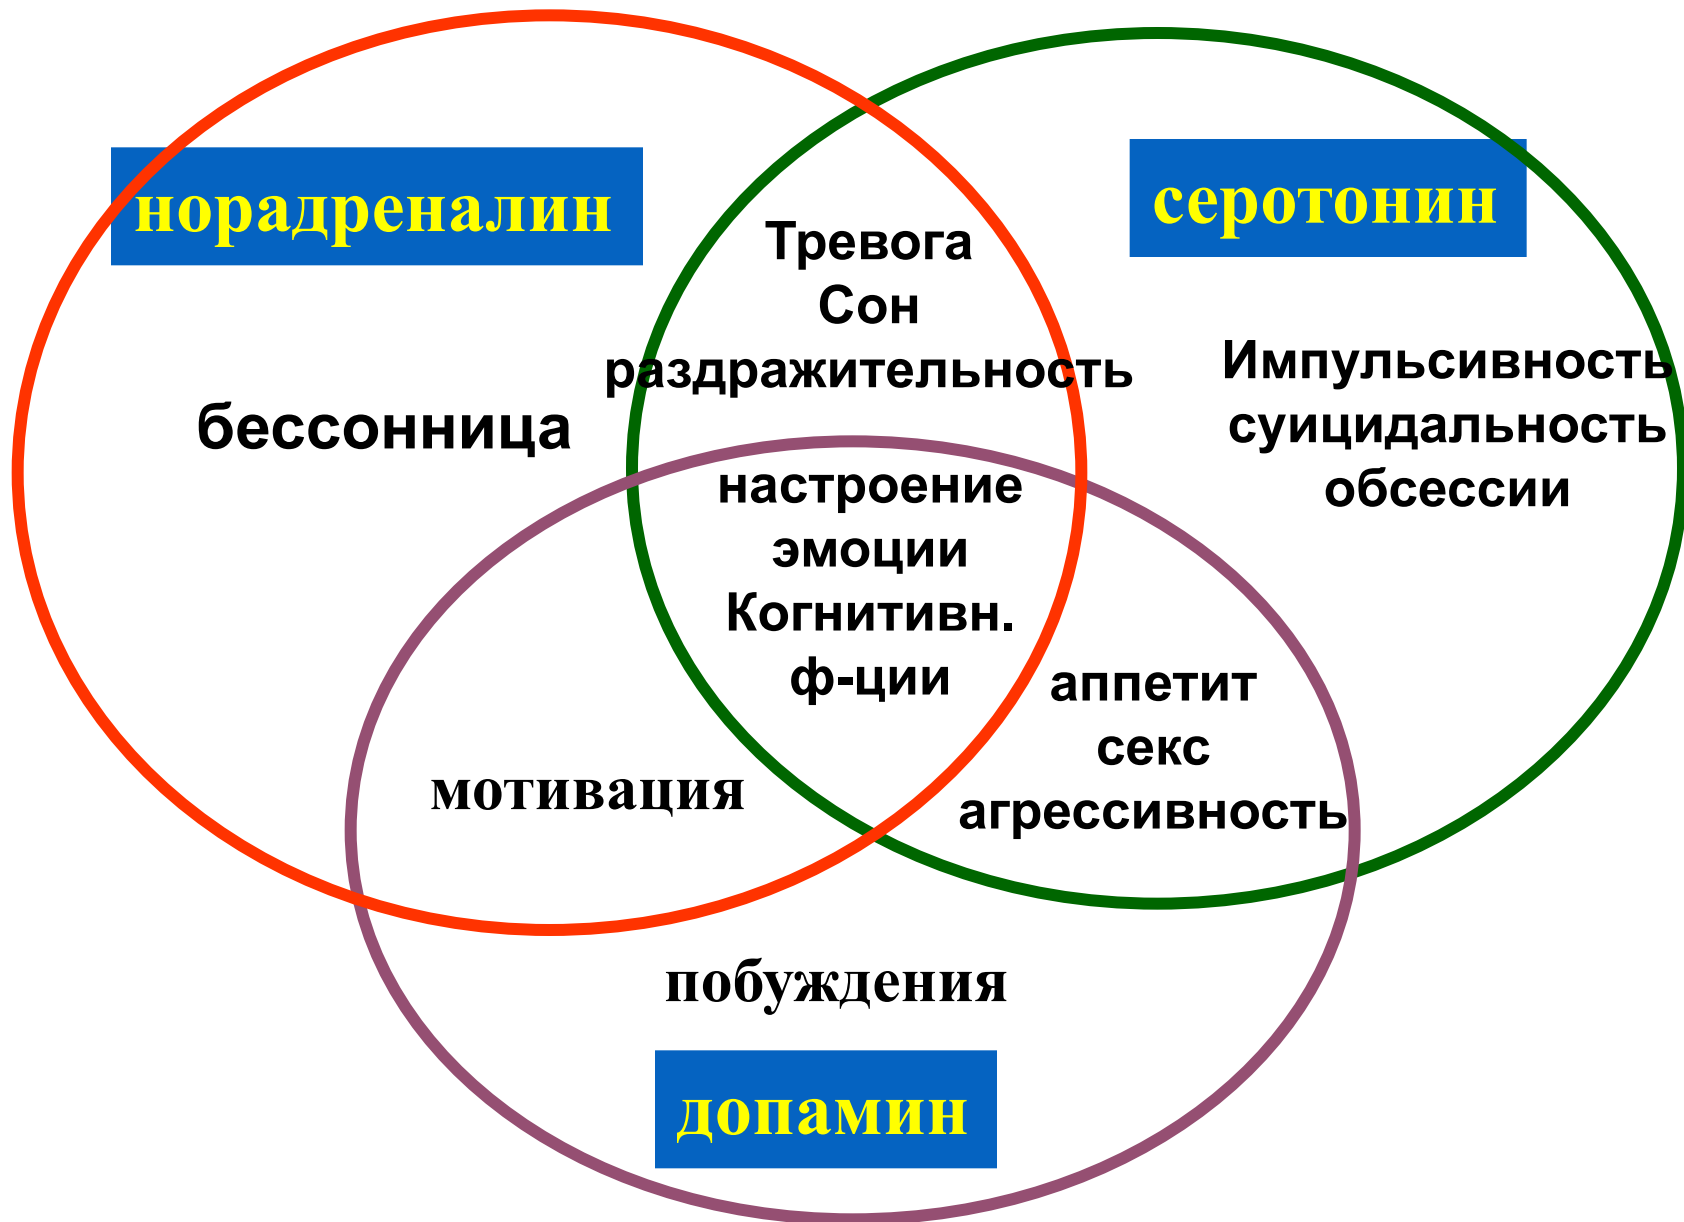 норадреналин
серотонин
Тревога
Сон
раздражительность
бессонница
Импульсивность
суицидальность
обсессии
настроение
эмоции
Когнитивн.
ф-ции
мотивация
аппетит
секс
агрессивность
побуждения
допамин